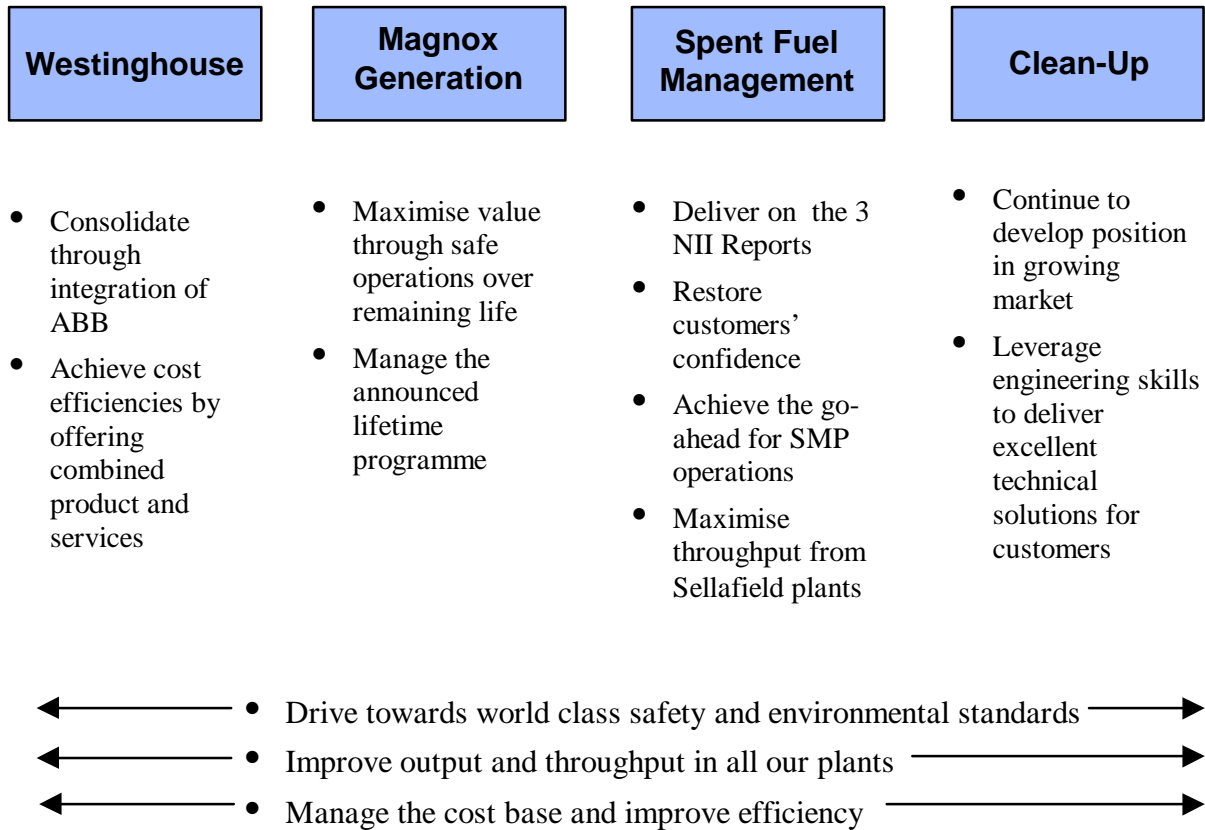 Westinghouse
Magnox
Generation
Spent Fuel
Management
Clean-Up
• Consolidate
through
integration of
ABB
• Achieve cost
efficiencies by
offering
combined
product and
services
• Maximise value
through safe
operations over
remaining life
• Manage the
announced
lifetime
programme
• Deliver on the 3
NII Reports
• Restore
customers’
confidence
• Achieve the go-
ahead for SMP
operations
• Maximise
throughput from
Sellafield plants
• Continue to
develop position
in growing
market
• Leverage
engineering skills
to deliver
excellent
technical
solutions for
customers
• Drive towards world class safety and environmental standards
• Improve output and throughput in all our plants
• Manage the cost base and improve efficiency